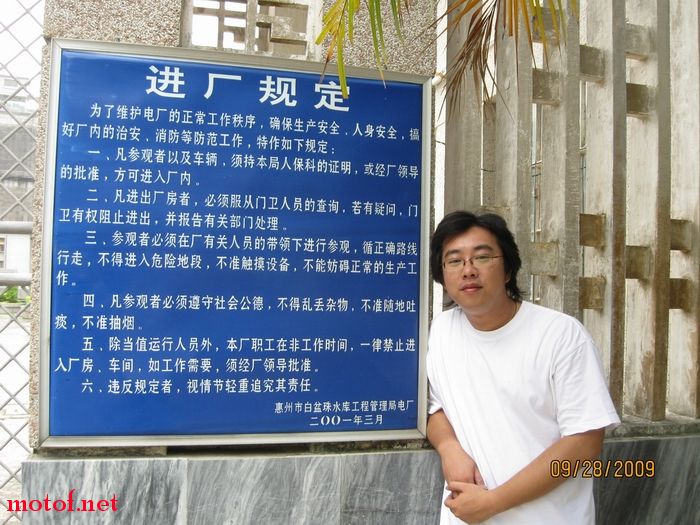 进厂规定
为了维护电厂的正常工作秩序，确保生产安全、人身安全，搞
好厂内的治安、消防等防范工作，特作如下规定：
一、凡参观者以及车辆，须持本局人保科的证明，或经厂领导
的批准，方可进入厂内。
二、凡进出厂房者，必须服从门卫人员的查询，若有疑问，门
卫有权阻止进出，并报告有关部门处理。
三、参观者必须在厂有关人员的带领下进行参观，循正确路线
行走，不得进入危险地段，不准触摸设备，不能妨碍正常的生产工
作。
四、凡参观者必须遵守社会公德，不得乱丢杂物，不准随地吐
痰，不准抽烟。
五、除当值运行人员外，本厂职工在非工作时间，一律禁止进
入厂房、车间，如工作需要，须经厂领导批准。
六、违反规定者，视情节轻重追究其责任。
惠州市白盆珠水库工程管理局电厂
二〇〇一年三月
09/28/2009
motof.net